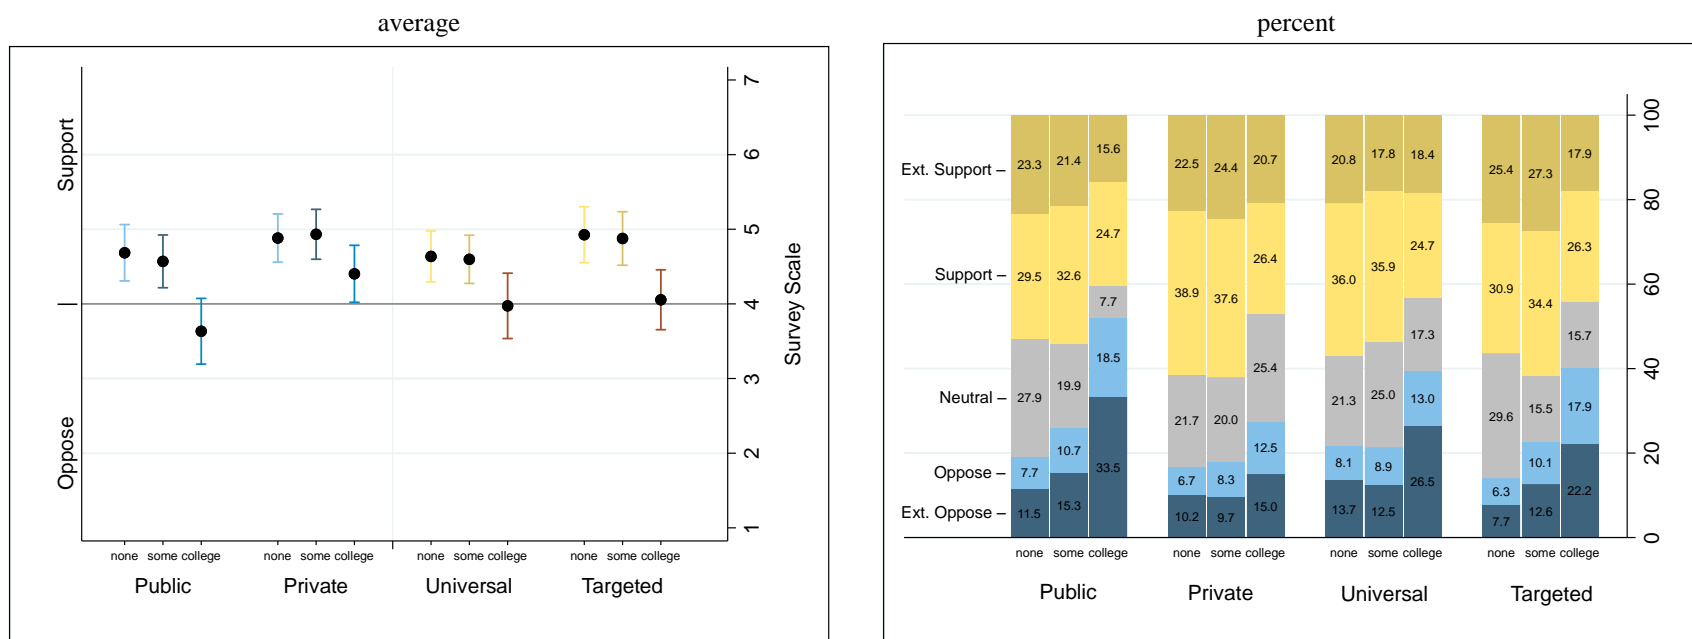 average
Support
|
Oppose
7
6
5
4
3
2
1
Survey Scale
none some college none some college none some college none some college
Public Private Universal Targeted
percent
Ext. Support –
Support –
Neutral –
Oppose –
Ext. Oppose –
23.3 21.4 15.6 22.5 24.4 20.7 20.8 17.8 18.4 25.4 27.3 17.9
29.5 32.6 24.7 38.9 37.6 26.4 36.0 35.9 24.7 30.9 34.4 26.3
27.9 19.9 7.7 21.7 20.0 25.4 21.3 25.0 17.3 29.6 15.5 15.7
7.7 10.7 18.5 6.7 8.3 12.5 8.1 8.9 13.0 6.3 10.1 17.9
11.5 15.3 33.5 10.2 9.7 15.0 13.7 12.5 26.5 7.7 12.6 22.2
100
80
60
40
20
0
none some college none some college none some college none some college
Public Private Universal Targeted